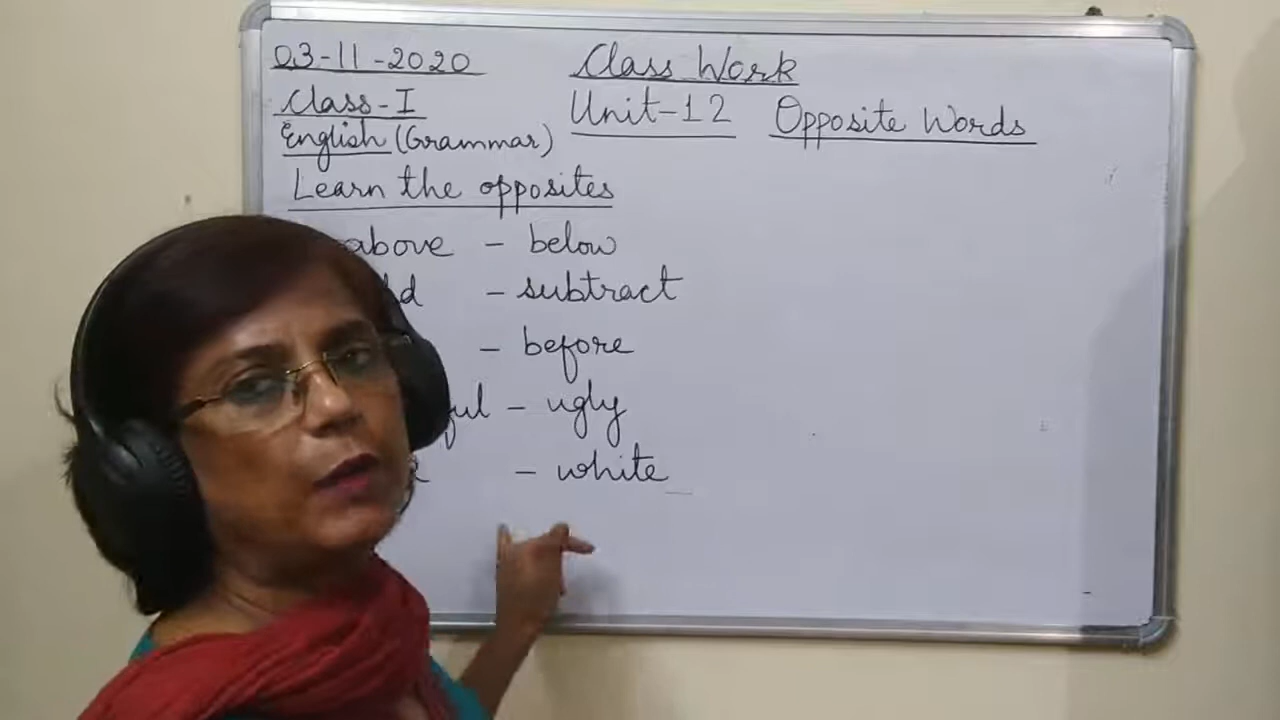 03-11-2020 Class Work
Class-I Unit-12 Opposite Words
English (Grammar)
Learn the opposites
above - below
- subtract
- before
- ugly
- white